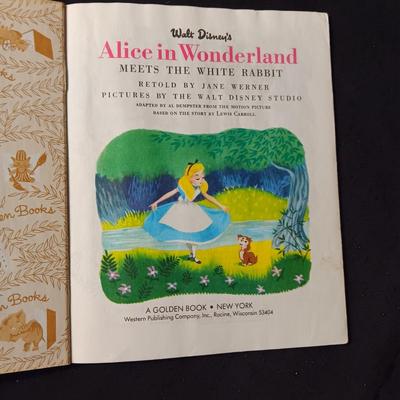 Walt Disney's
Alice in Wonderland
MEETS THE WHITE RABBIT
RETOLD BY JANE WERNER
PICTURES BY THE WALT DISNEY STUDIO
ADAPTED BY AL DEMPSTER FROM THE MOTION PICTURE
BASED ON THE STORY BY LEWIS CARROLL
A GOLDEN BOOK • NEW YORK
Western Publishing Company, Inc., Racine, Wisconsin 53404
Books